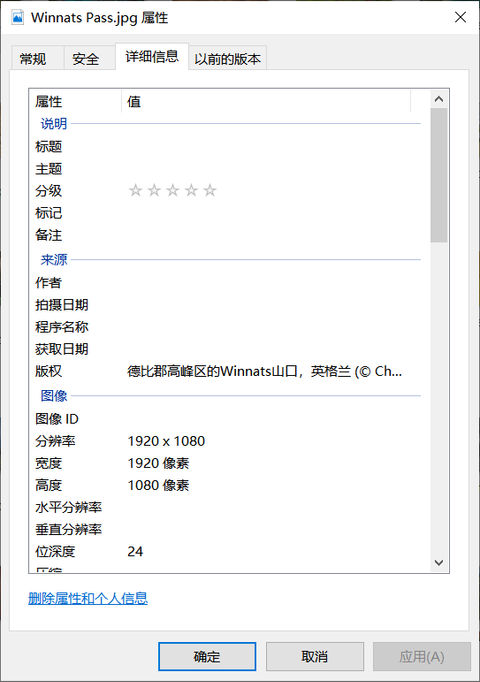 Winnats Pass.jpg 属性
常规 安全 详细信息 以前的版本
属性 值
说明
标题
主题
分级
标记
备注
来源
作者
拍摄日期
程序名称
获取日期
版权 德比郡高峰区的Winnats山口，英格兰 (© Ch...
图像
图像 ID
分辨率 1920 x 1080
宽度 1920 像素
高度 1080 像素
水平分辨率
垂直分辨率
位深度 24
删除属性和个人信息
确定 取消 应用(A)